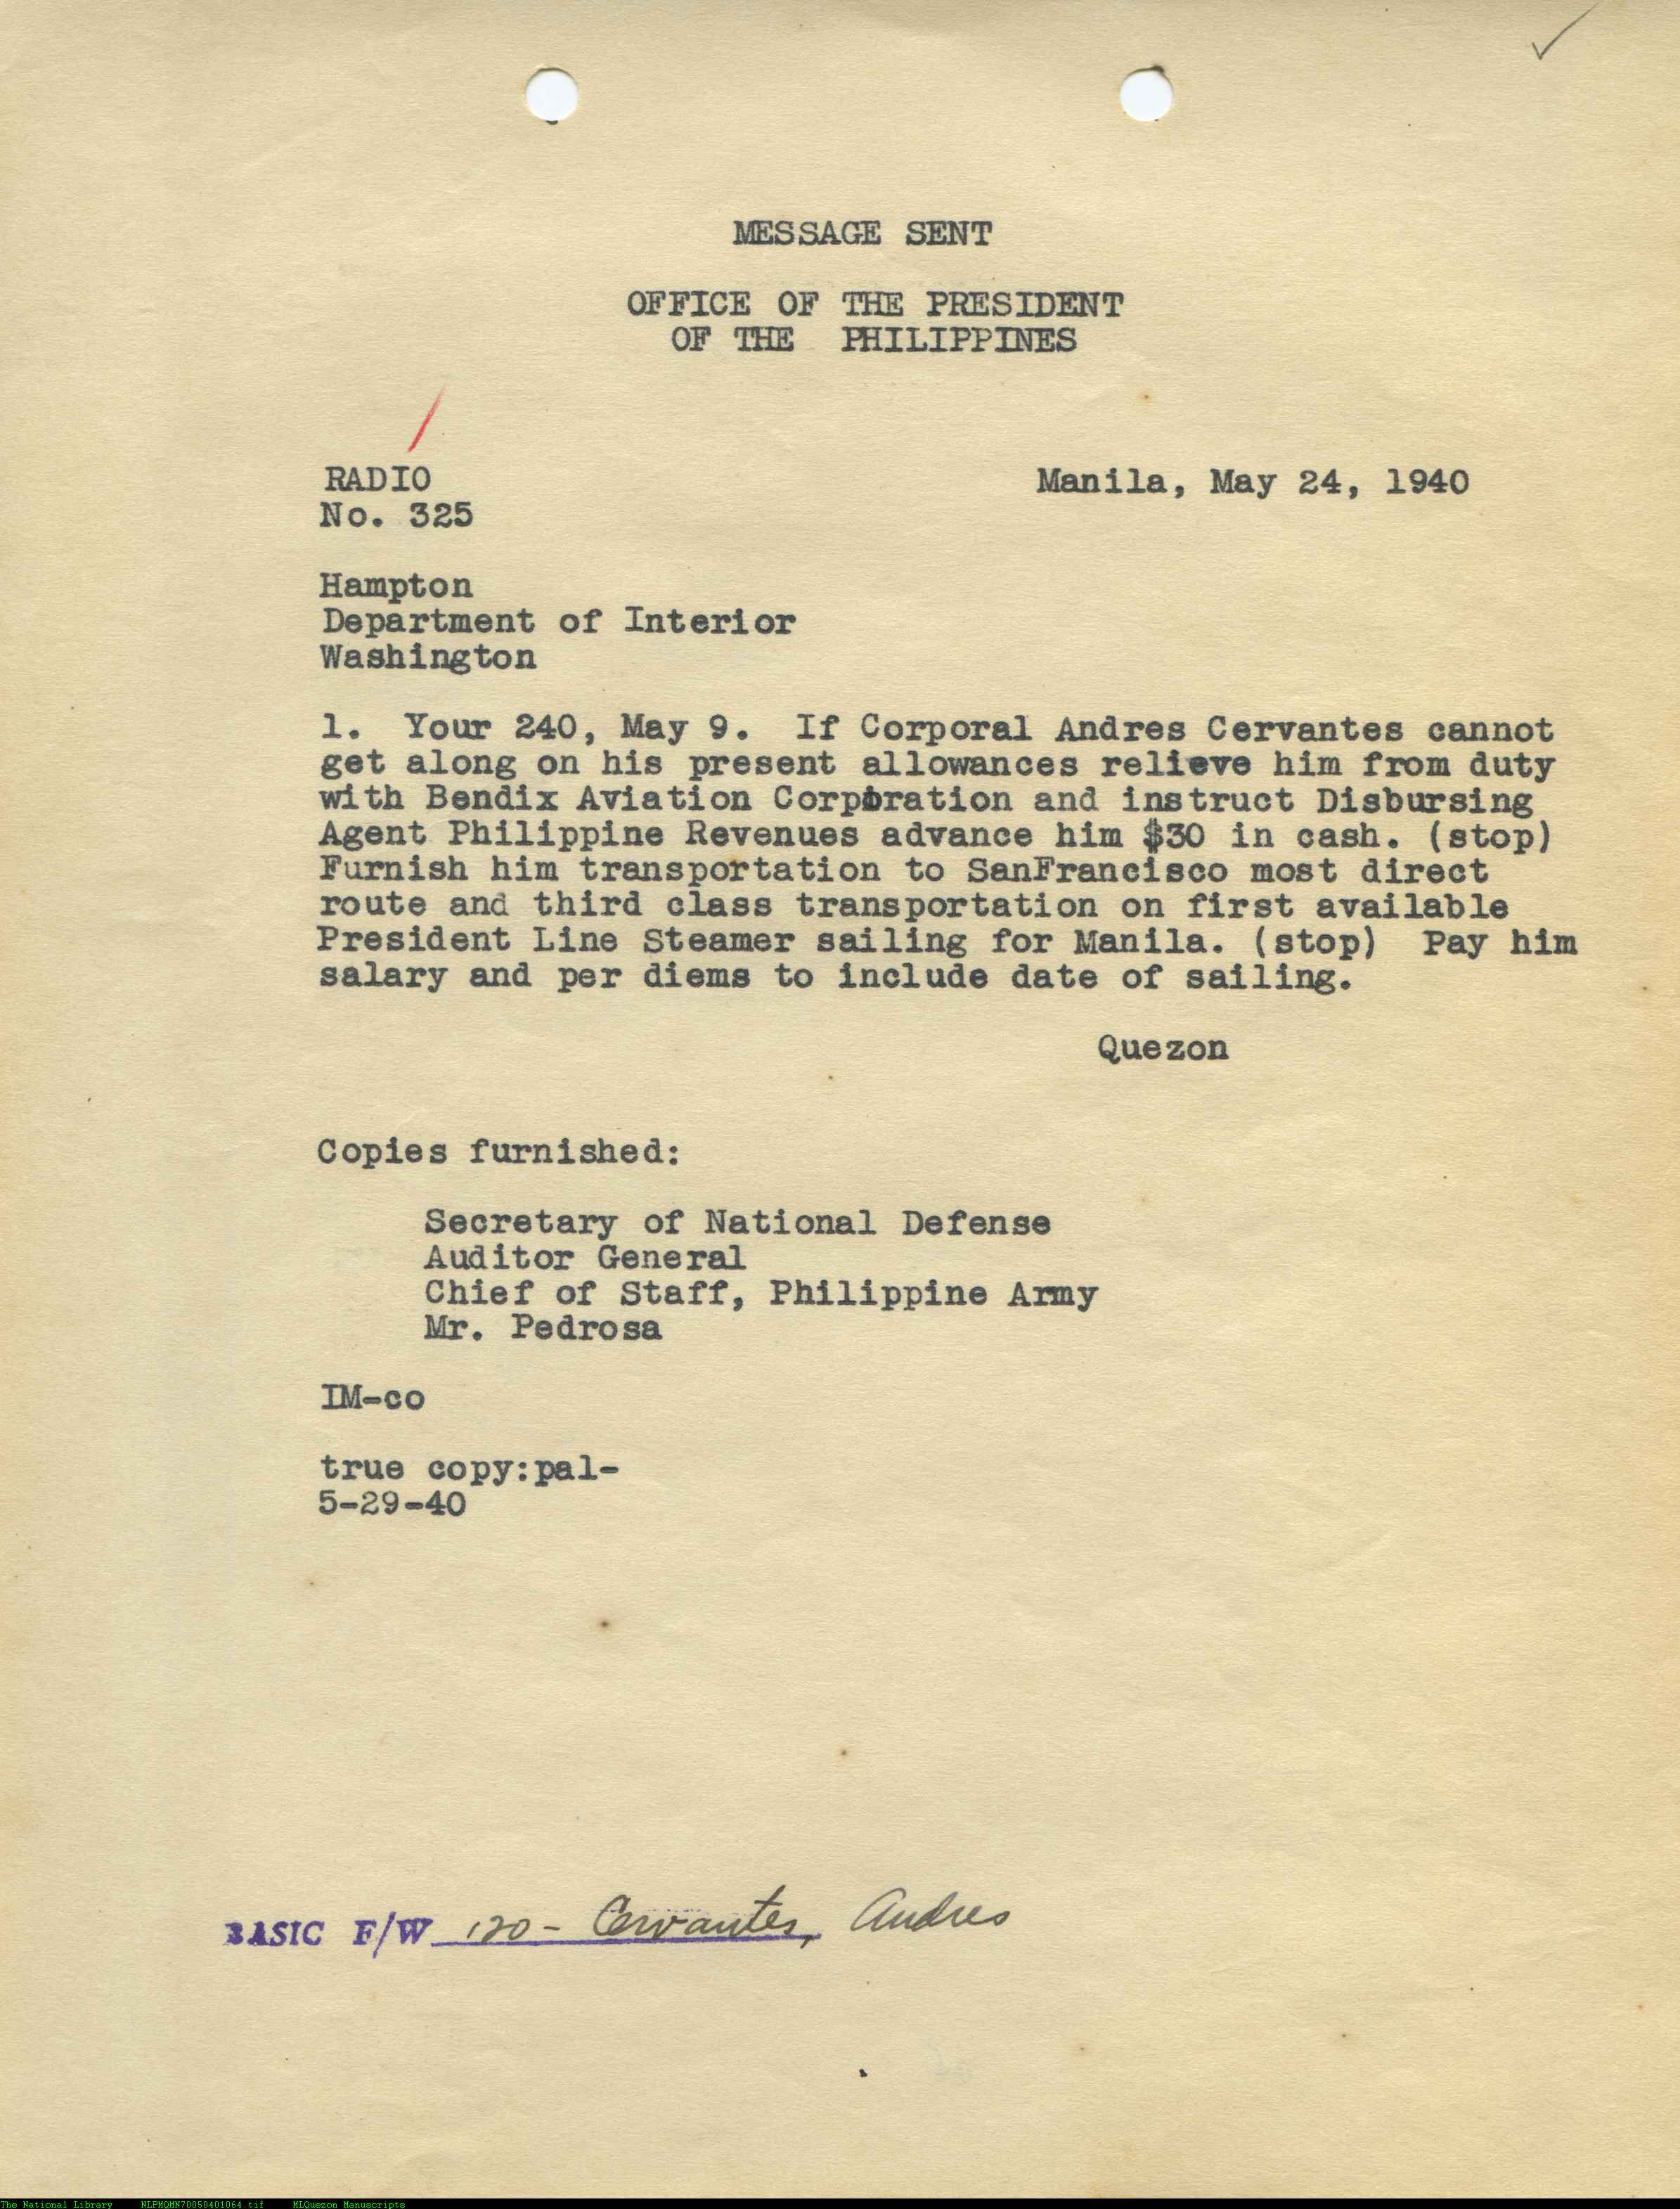 MESSAGE SENT
OFFICE OF THE PRESIDENT
OF THE PHILIPPINES
RADIO
No. 325
Manila, May 24, 1940
Hampton
Department of Interior
Washington
1. Your 240, May 9. If Corporal Andres Cervantes cannot
get along on his present allowances relieve him from duty
with Bendix Aviation Corporation and instruct Disbursing
Agent Philippine Revenues advance him $30 in cash. (stop)
Furnish him transportation to SanFrancisco most direct
route and third class transportation on first available
President Line Steamer sailing for Manila. (stop) Pay him
salary and per diems to include date of sailing.
Quezon
Copies furnished:
Secretary of National Defense
Auditor General
Chief of Staff, Philippine Army
Mr. Pedrosa
IM-co
true copy:pal-
5-29-40
BASIC F/W 120- Cervantes, Andres
The National Library NLPMQMN70050401064.tif MLQuezon Manuscripts